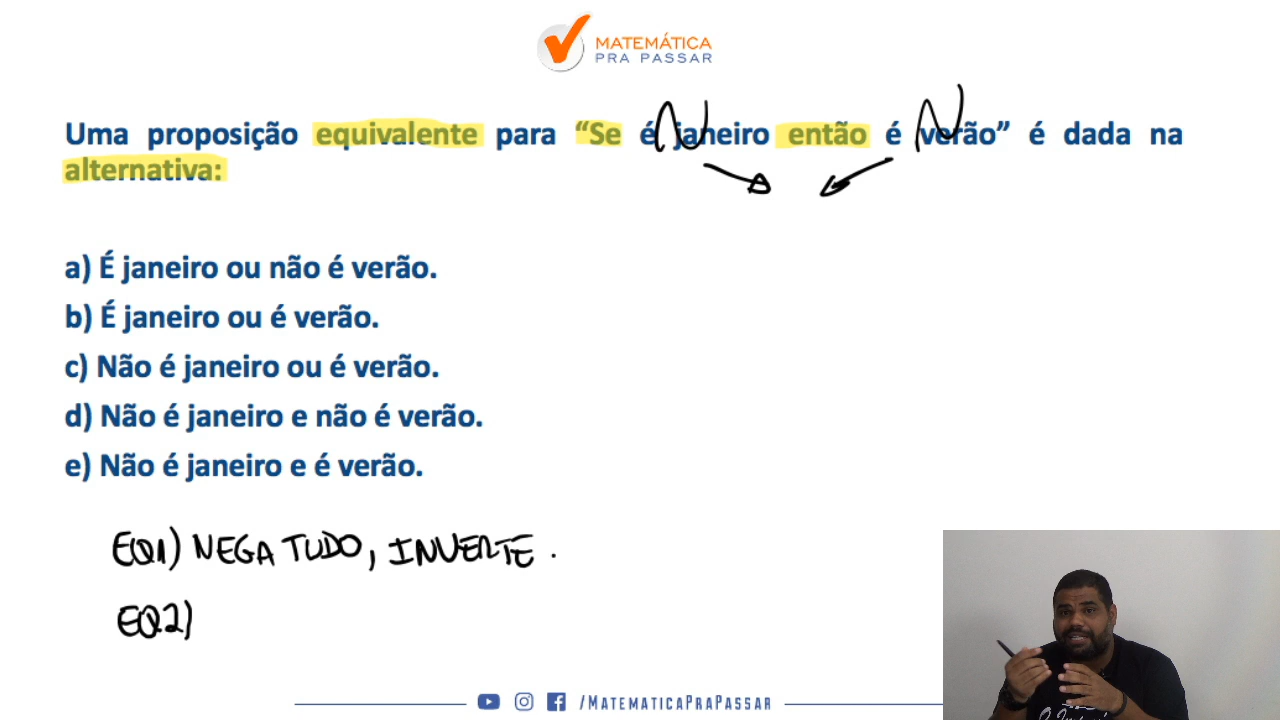 MATEMÁTICA
PRA PASSAR
Uma proposição equivalente para “Se é janeiro então é verão” é dada na
alternativa:
N N
a) É janeiro ou não é verão.
b) É janeiro ou é verão.
c) Não é janeiro ou é verão.
d) Não é janeiro e não é verão.
e) Não é janeiro e é verão.
EQ1) NEGA TUDO, INVERTE.
EQ2)
/MATEMATICAPRAPASSAR